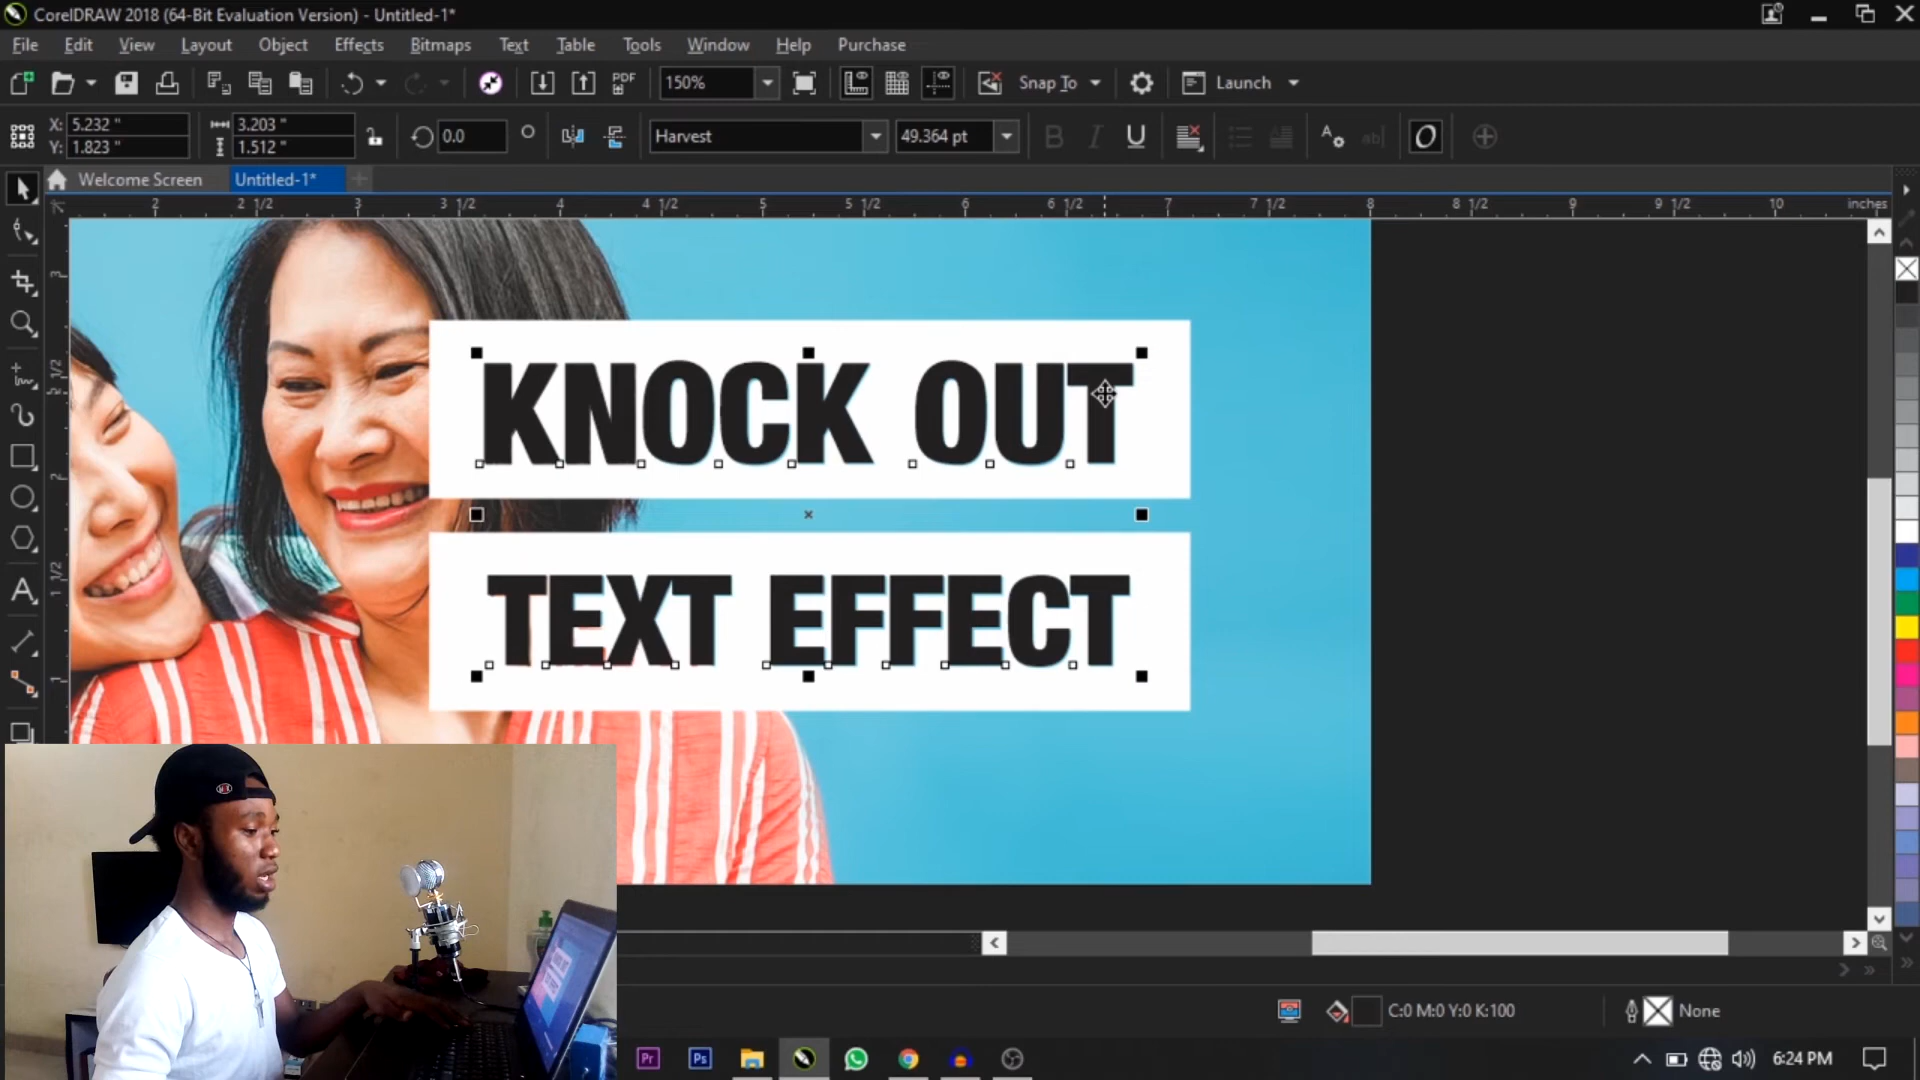 CorelDRAW 2018 (64-Bit Evaluation Version) - Untitled-1*
File Edit View Layout Object Effects Bitmaps Text Table Tools Window Help Purchase
PDF 150% Snap To Launch
X: 5.232 " 3.203 " 0.0 Harvest 49.364 pt B I U ab| O
Y: 1.823 " 1.512 "
Welcome Screen Untitled-1*
2 2 1/2 3 3 1/2 4 4 1/2 5 5 1/2 6 6 1/2 7 7 1/2 8 8 1/2 9 9 1/2 10 inches
KNOCK OUT
TEXT EFFECT
C:0 M:0 Y:0 K:100 None
Pr Ps 6:24 PM